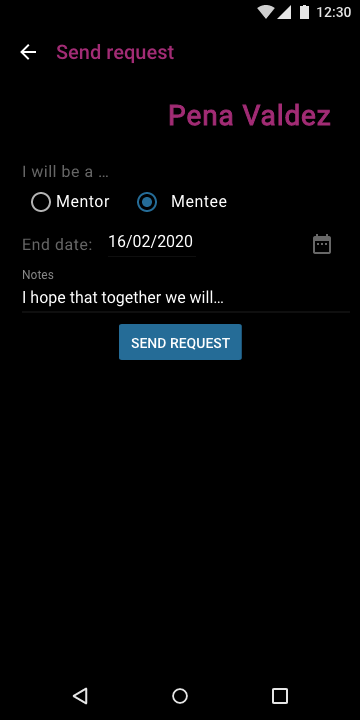 12:30
Send request
Pena Valdez
I will be a …
Mentor Mentee
End date: 16/02/2020
Notes
I hope that together we will…
SEND REQUEST